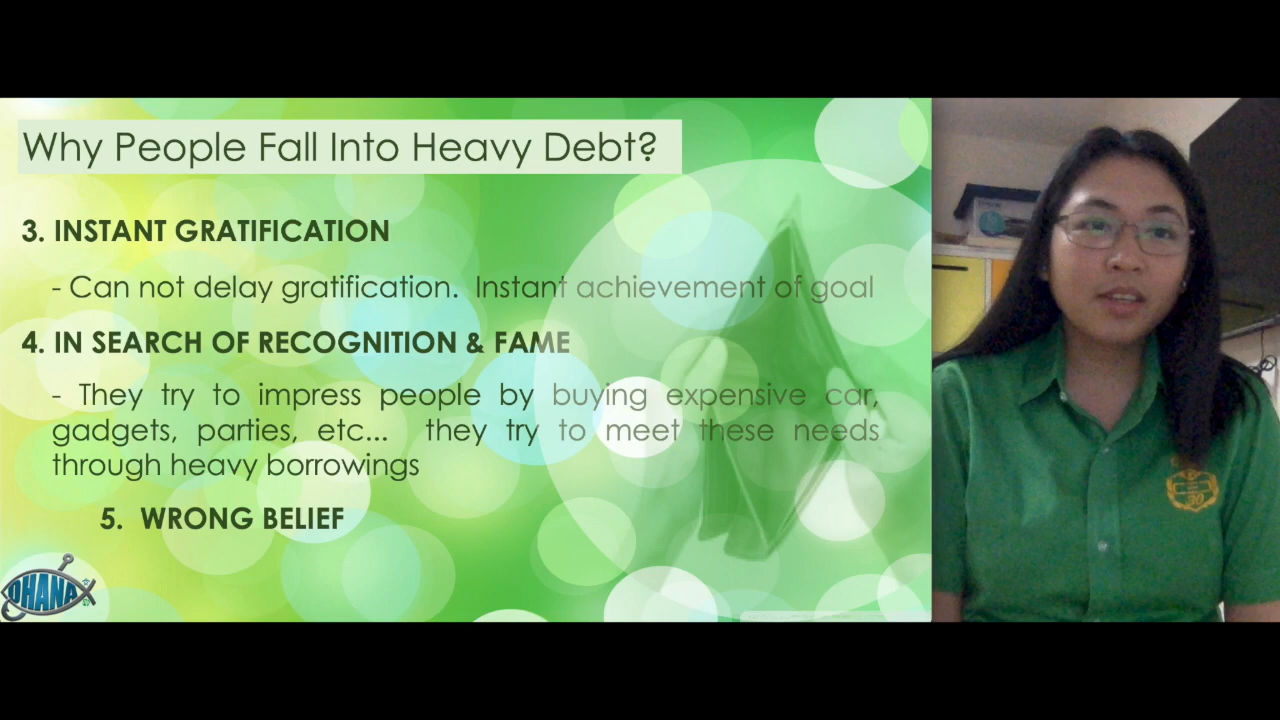 Why People Fall Into Heavy Debt?
3. INSTANT GRATIFICATION
- Can not delay gratification. Instant achievement of goal
4. IN SEARCH OF RECOGNITION & FAME
- They try to impress people by buying expensive car,
gadgets, parties, etc... they try to meet these needs
through heavy borrowings
5. WRONG BELIEF
OHANA
30